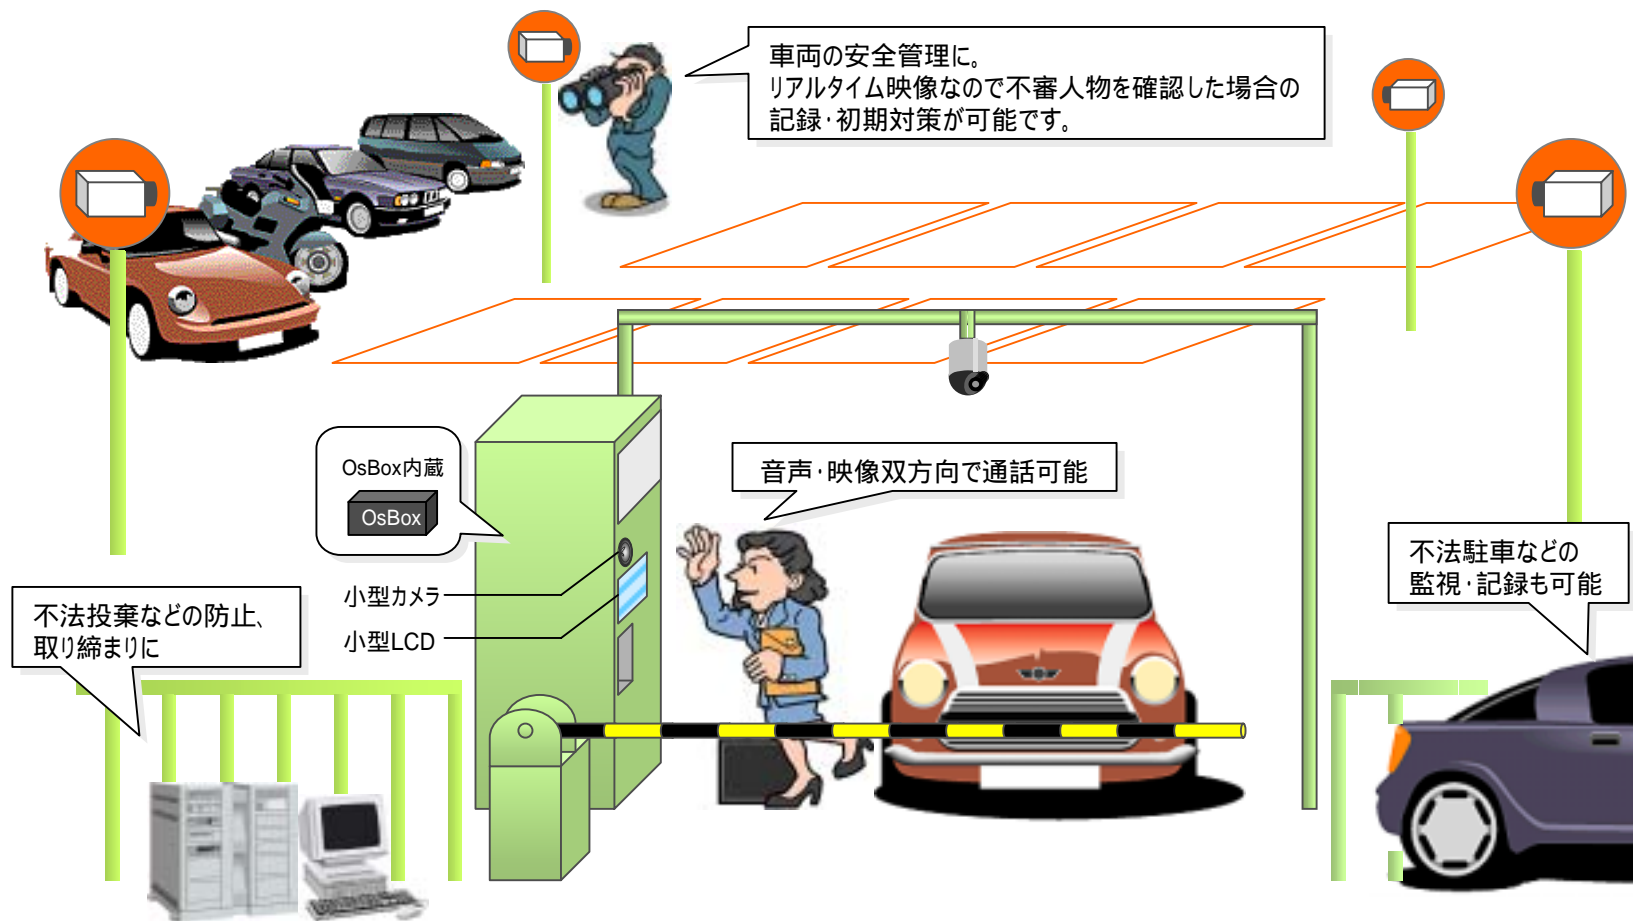 車両の安全管理に。
リアルタイム映像なので不審人物を確認した場合の
記録・初期対策が可能です。
OsBox内蔵
OsBox
音声・映像双方向で通話可能
小型カメラ
小型LCD
不法投棄などの防止、
取り締まりに
不法駐車などの
監視・記録も可能